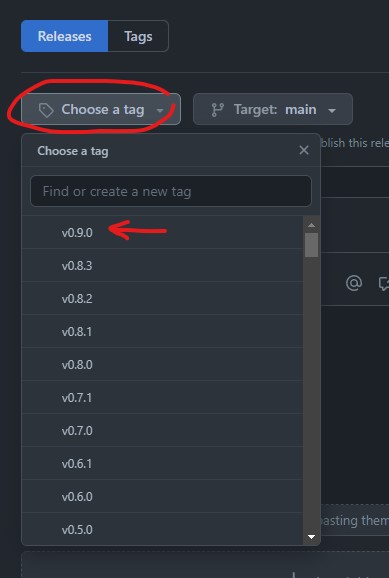 Releases Tags
Choose a tag Target: main
Choose a tag
blish this rele
Find or create a new tag
v0.9.0
v0.8.3
v0.8.2
v0.8.1
v0.8.0
v0.7.1
v0.7.0
v0.6.1
v0.6.0
v0.5.0
pasting them